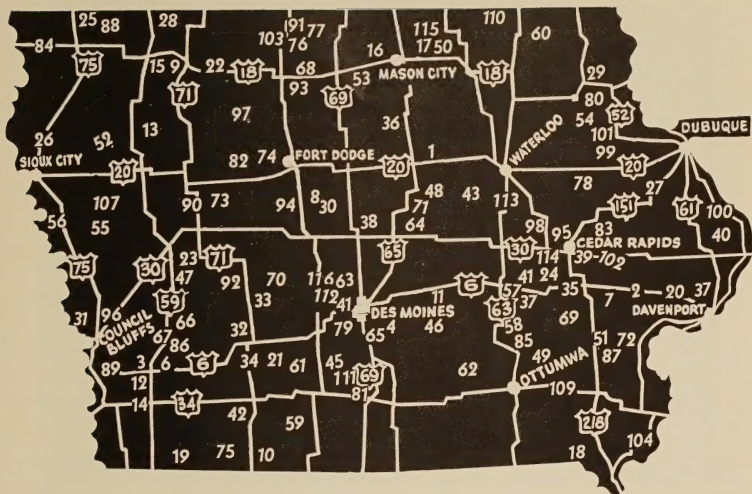 25 88 28 91 77 115 110 60
103 76 17 50
84 16
75 15 9 22 18 68 MASON CITY 18 29
71 93 53
69 80
97 36 54 52
26 52 13 101 DUBUQUE
SIOUX CITY 82 74 FORT DODGE 1 WATERLOO 99
20 20 20
107 90 73 8 48 43 78 27
55 94 30 71 113 151 61 100
56 38 64 98 83 40
65 95 CEDAR RAPIDS
75 30 23 71 30 114 39-102
47 92 70 116 63 6 41 24
59 33 112 41 11 57 37 35 7 2 20 37
31 96 66 DES MOINES 63 DAVENPORT
COUNCIL BLUFFS 67 32 79 65 4 46 58 69
86 85 51 72
89 3 6 6 34 21 61 45 62 49 87
12 111 69 OTTUMWA
14 34 81 109
42 59 218
104
19 75 10 18